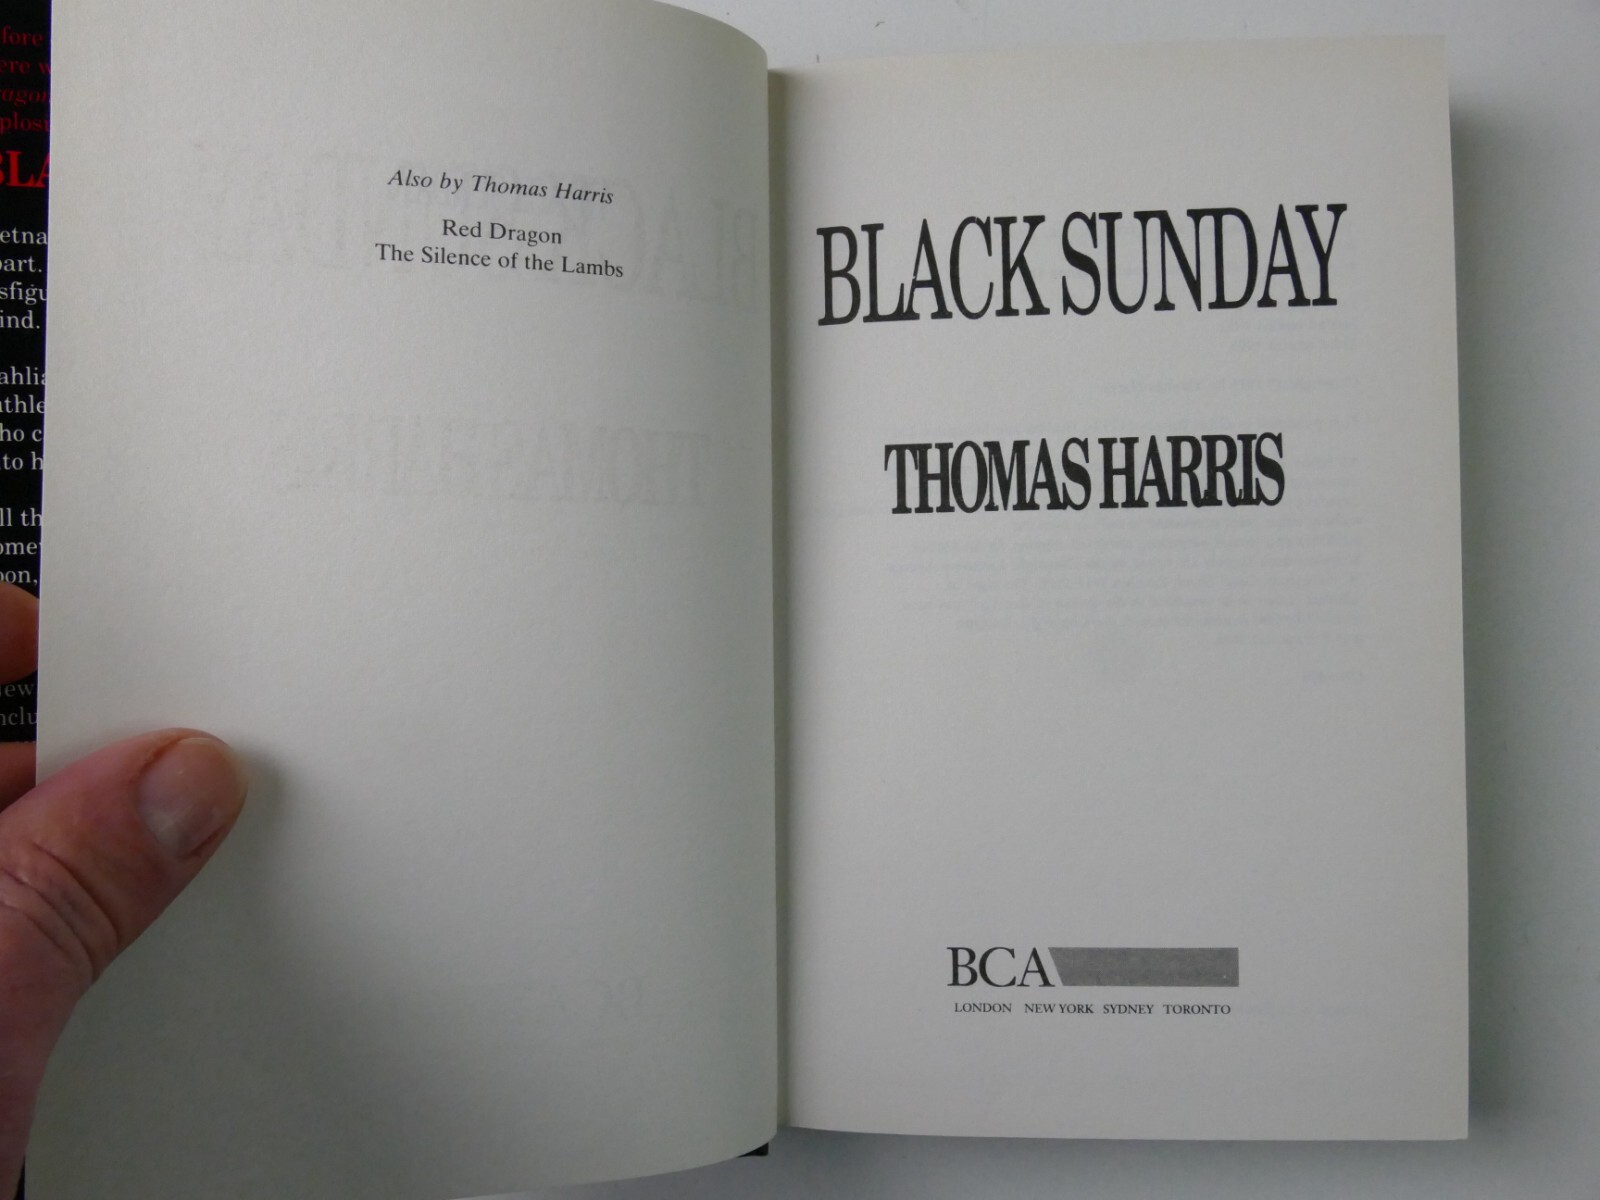 Also by Thomas Harris
Red Dragon
The Silence of the Lambs
BLACK SUNDAY
THOMAS HARRIS
BCA
LONDON NEW YORK SYDNEY TORONTO